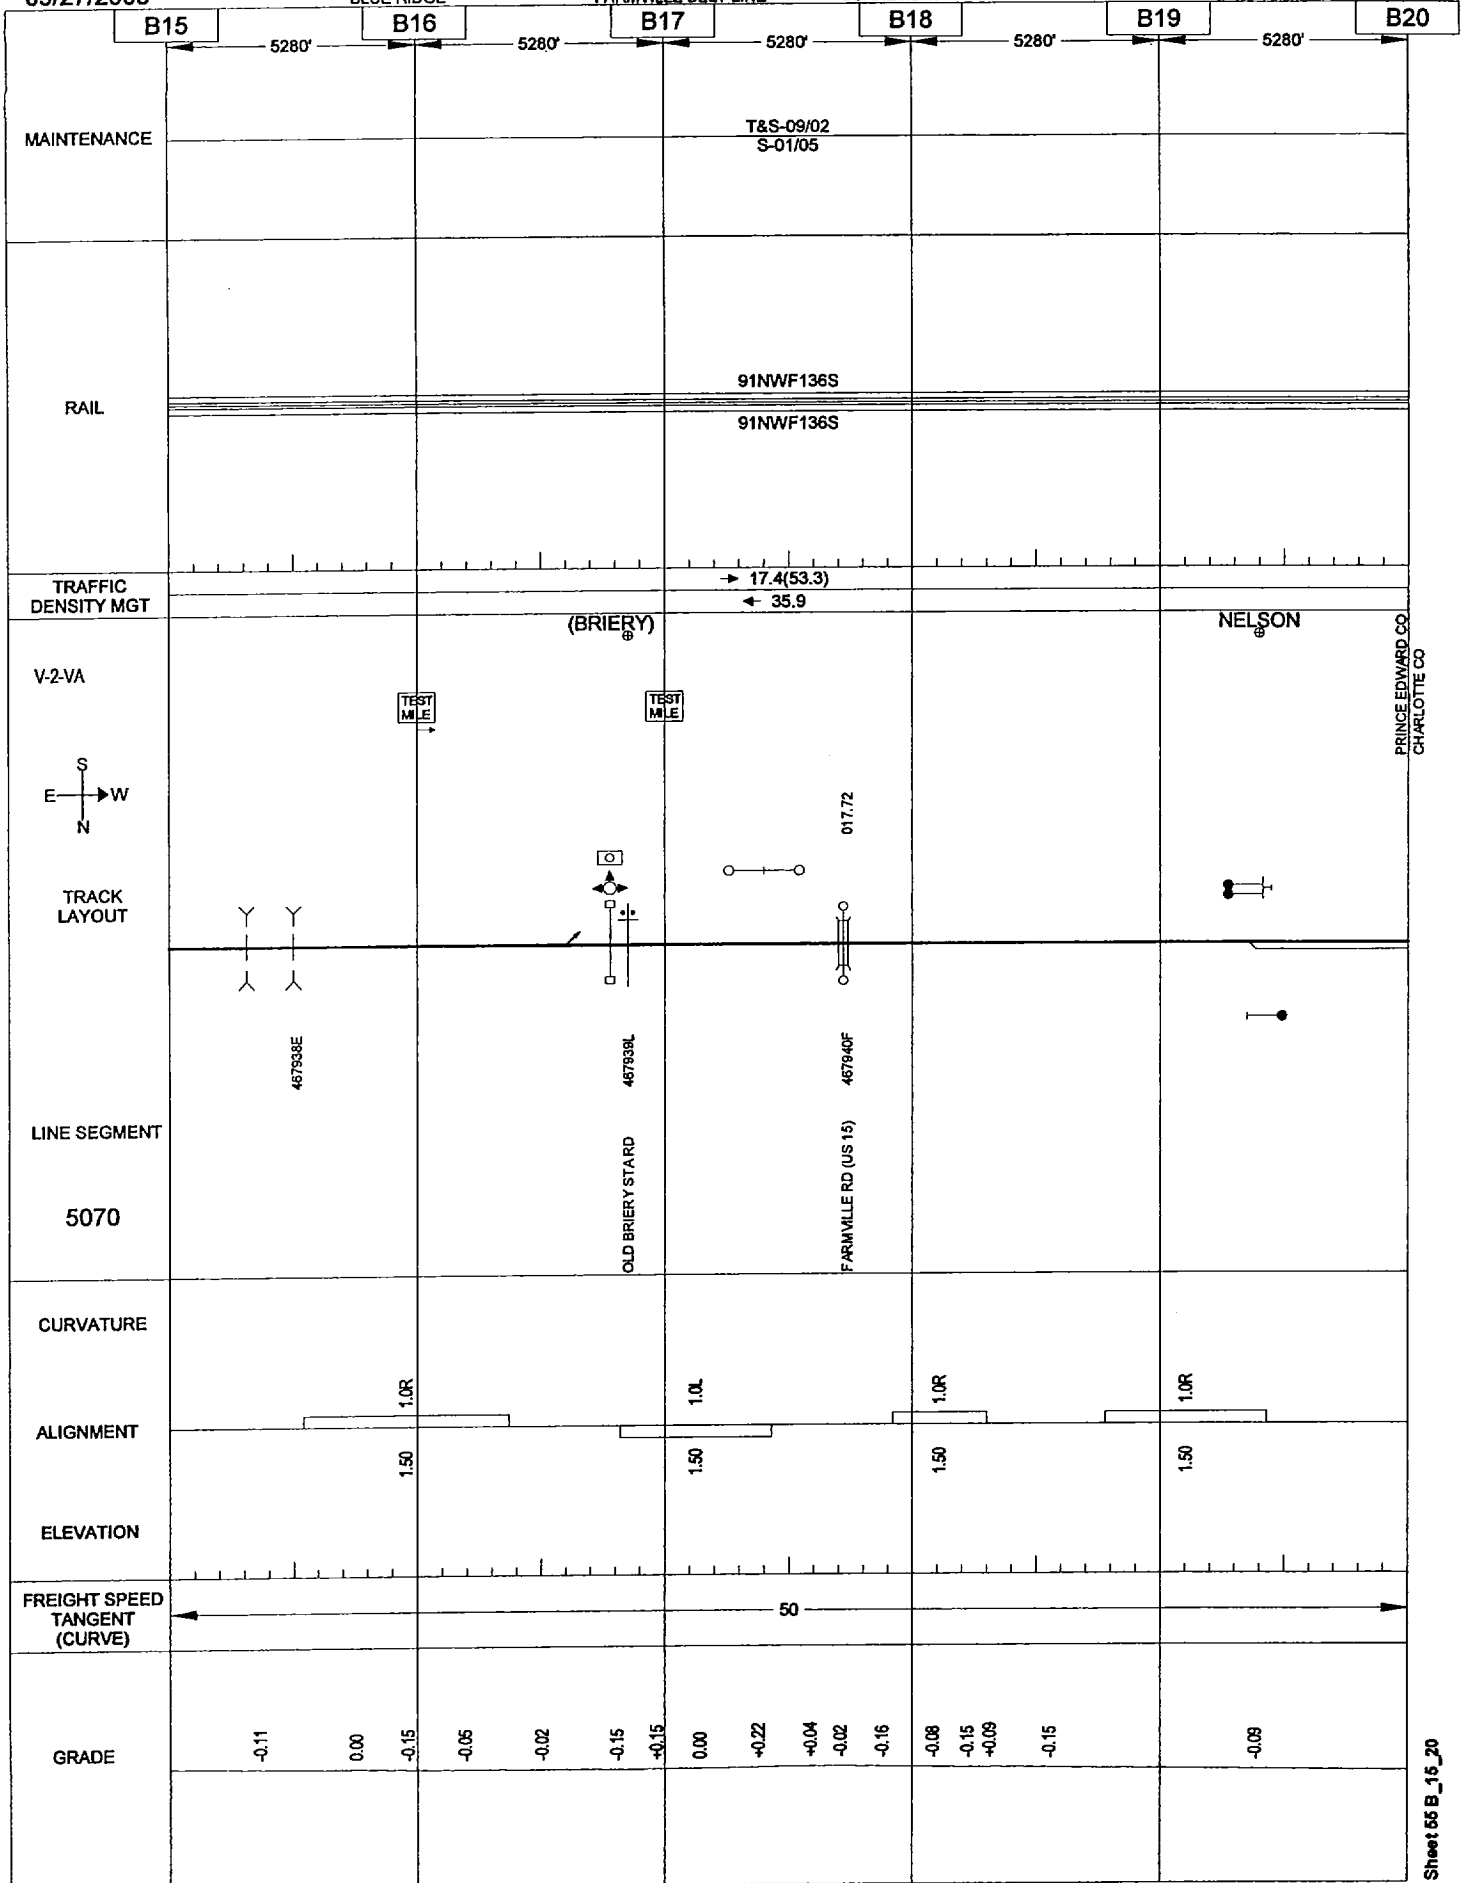 B15
B16
B17
B18
B19
B20
5280'
5280'
5280'
5280'
5280'
MAINTENANCE
T&S-09/02
S-01/05
RAIL
91NWF136S
91NWF136S
TRAFFIC
DENSITY MGT
17.4(53.3)
35.9
(BRIERY)
NELSON
PRINCE EDWARD CO
CHARLOTTE CO
V-2-VA
TEST
MILE
TEST
MILE
S
E W
N
017.72
TRACK
LAYOUT
467938E
467939L
467940F
LINE SEGMENT
5070
OLD BRIERY STA RD
FARMVILLE RD (US 15)
CURVATURE
1.0R
1.0L
1.0R
1.0R
ALIGNMENT
1.50
1.50
1.50
1.50
ELEVATION
FREIGHT SPEED
TANGENT
(CURVE)
50
GRADE
-0.11
0.00
-0.15
-0.05
-0.02
-0.15
+0.15
0.00
+0.22
+0.04
-0.02
-0.16
-0.08
-0.15
+0.09
-0.15
-0.09
Sheet 55 B_15_20